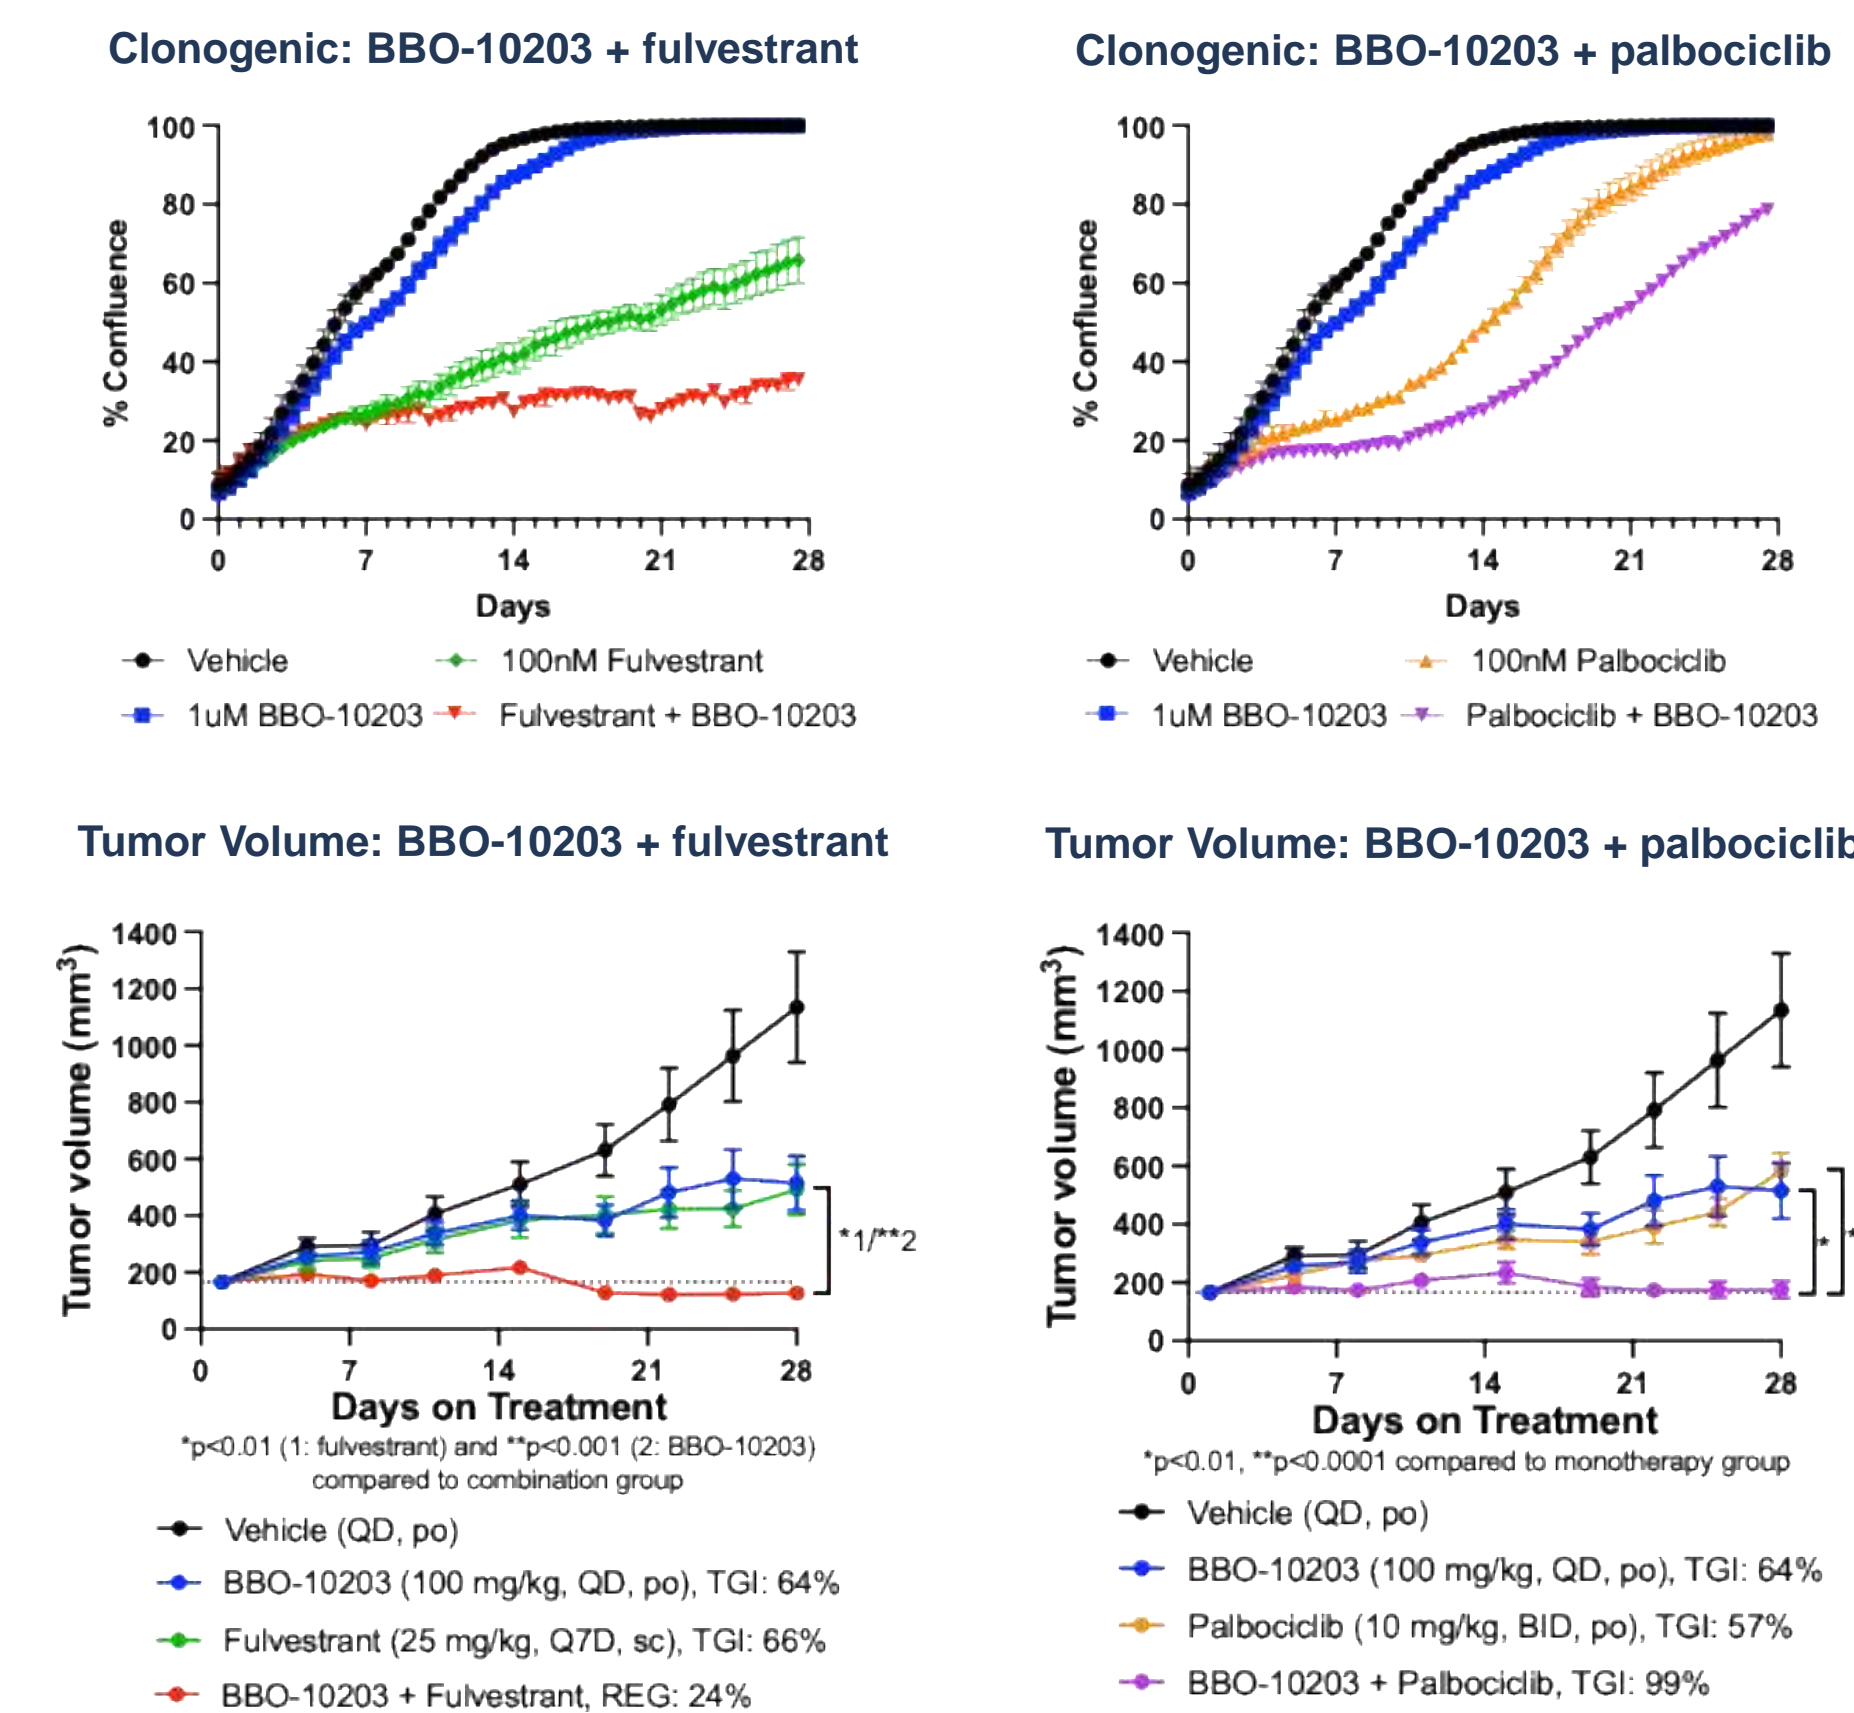 Clonogenic: BBO-10203 + fulvestrant
100
80
60
40
20
0
% Confluence
0 7 14 21 28
Days
Vehicle
100nM Fulvestrant
1uM BBO-10203
Fulvestrant + BBO-10203
Clonogenic: BBO-10203 + palbociclib
100
80
60
40
20
0
% Confluence
0 7 14 21 28
Days
Vehicle
100nM Palbociclib
1uM BBO-10203
Palbociclib + BBO-10203
Tumor Volume: BBO-10203 + fulvestrant
1400
1200
1000
800
600
400
200
0
Tumor volume (mm³)
*1/**2
0 7 14 21 28
Days on Treatment
*p<0.01 (1: fulvestrant) and **p<0.001 (2: BBO-10203)
compared to combination group
Vehicle (QD, po)
BBO-10203 (100 mg/kg, QD, po), TGI: 64%
Fulvestrant (25 mg/kg, Q7D, sc), TGI: 66%
BBO-10203 + Fulvestrant, REG: 24%
Tumor Volume: BBO-10203 + palbociclib
1400
1200
1000
800
600
400
200
0
Tumor volume (mm³)
*
*
0 7 14 21 28
Days on Treatment
*p<0.01, **p<0.0001 compared to monotherapy group
Vehicle (QD, po)
BBO-10203 (100 mg/kg, QD, po), TGI: 64%
Palbociclib (10 mg/kg, BID, po), TGI: 57%
BBO-10203 + Palbociclib, TGI: 99%